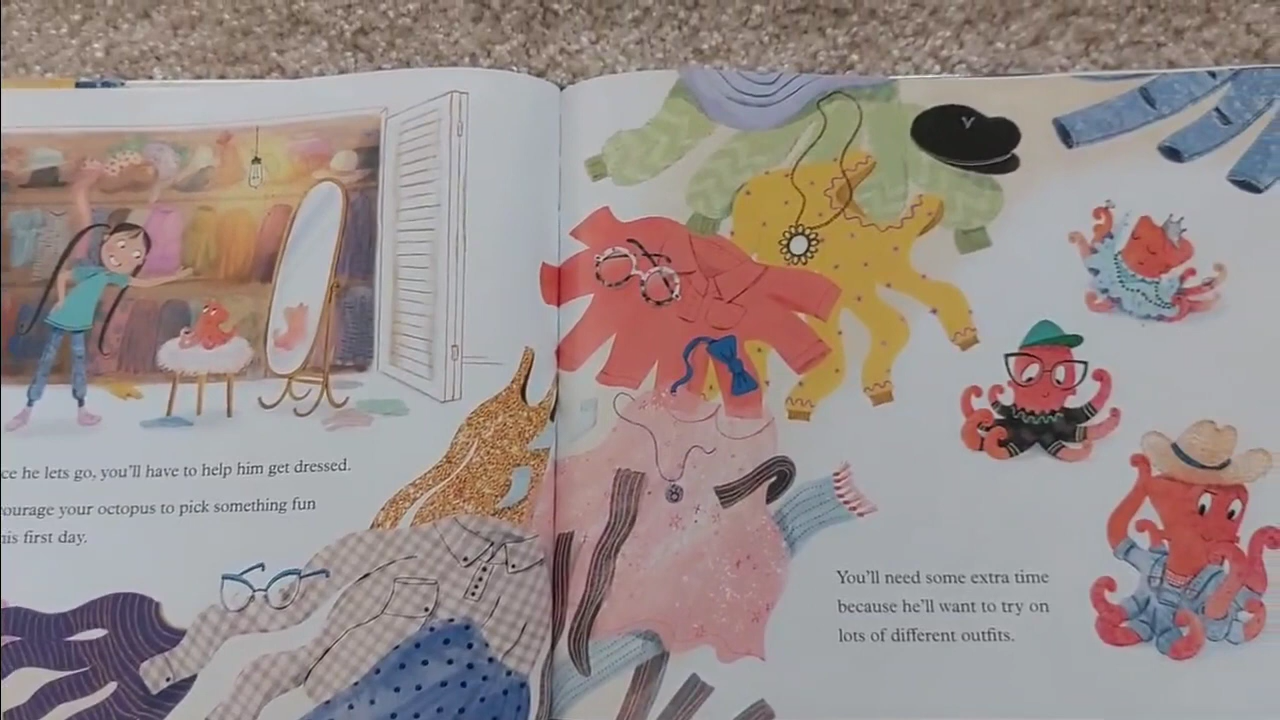 ce he lets go, you'll have to help him get dressed.
ourage your octopus to pick something fun
his first day.
You'll need some extra time
because he'll want to try on
lots of different outfits.